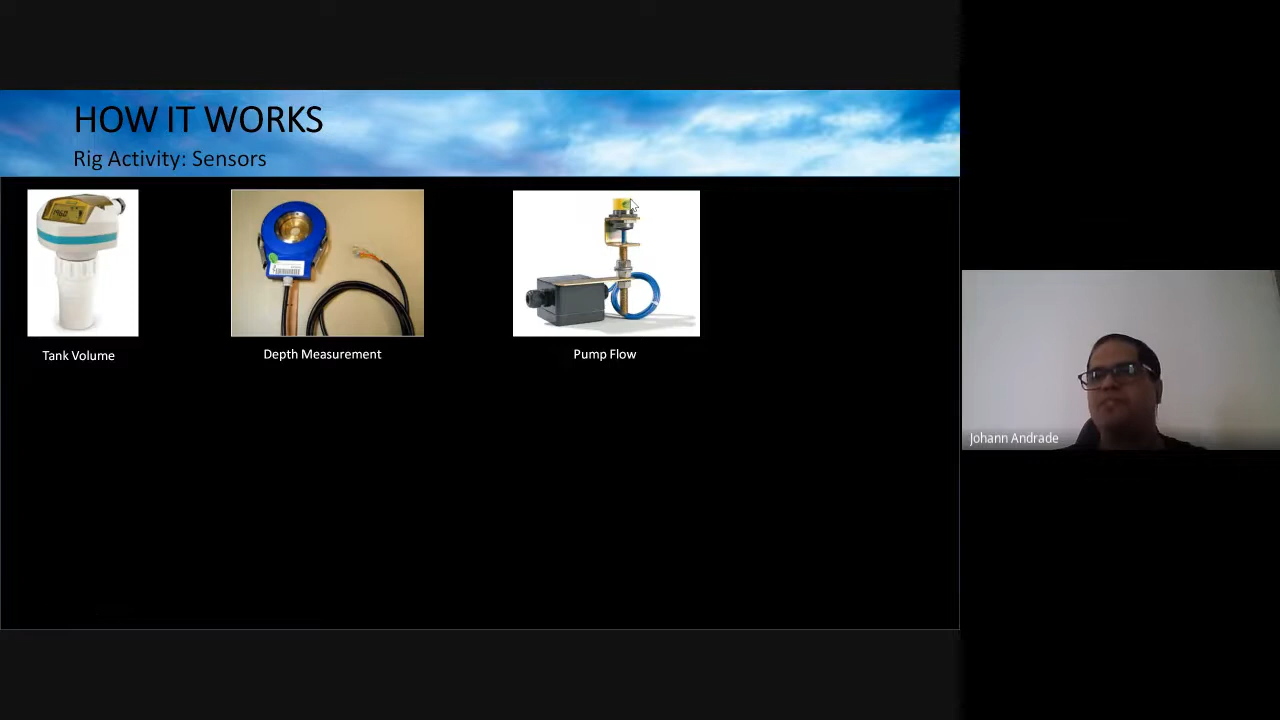 HOW IT WORKS
Rig Activity: Sensors
Tank Volume
Depth Measurement
Pump Flow
Johann Andrade